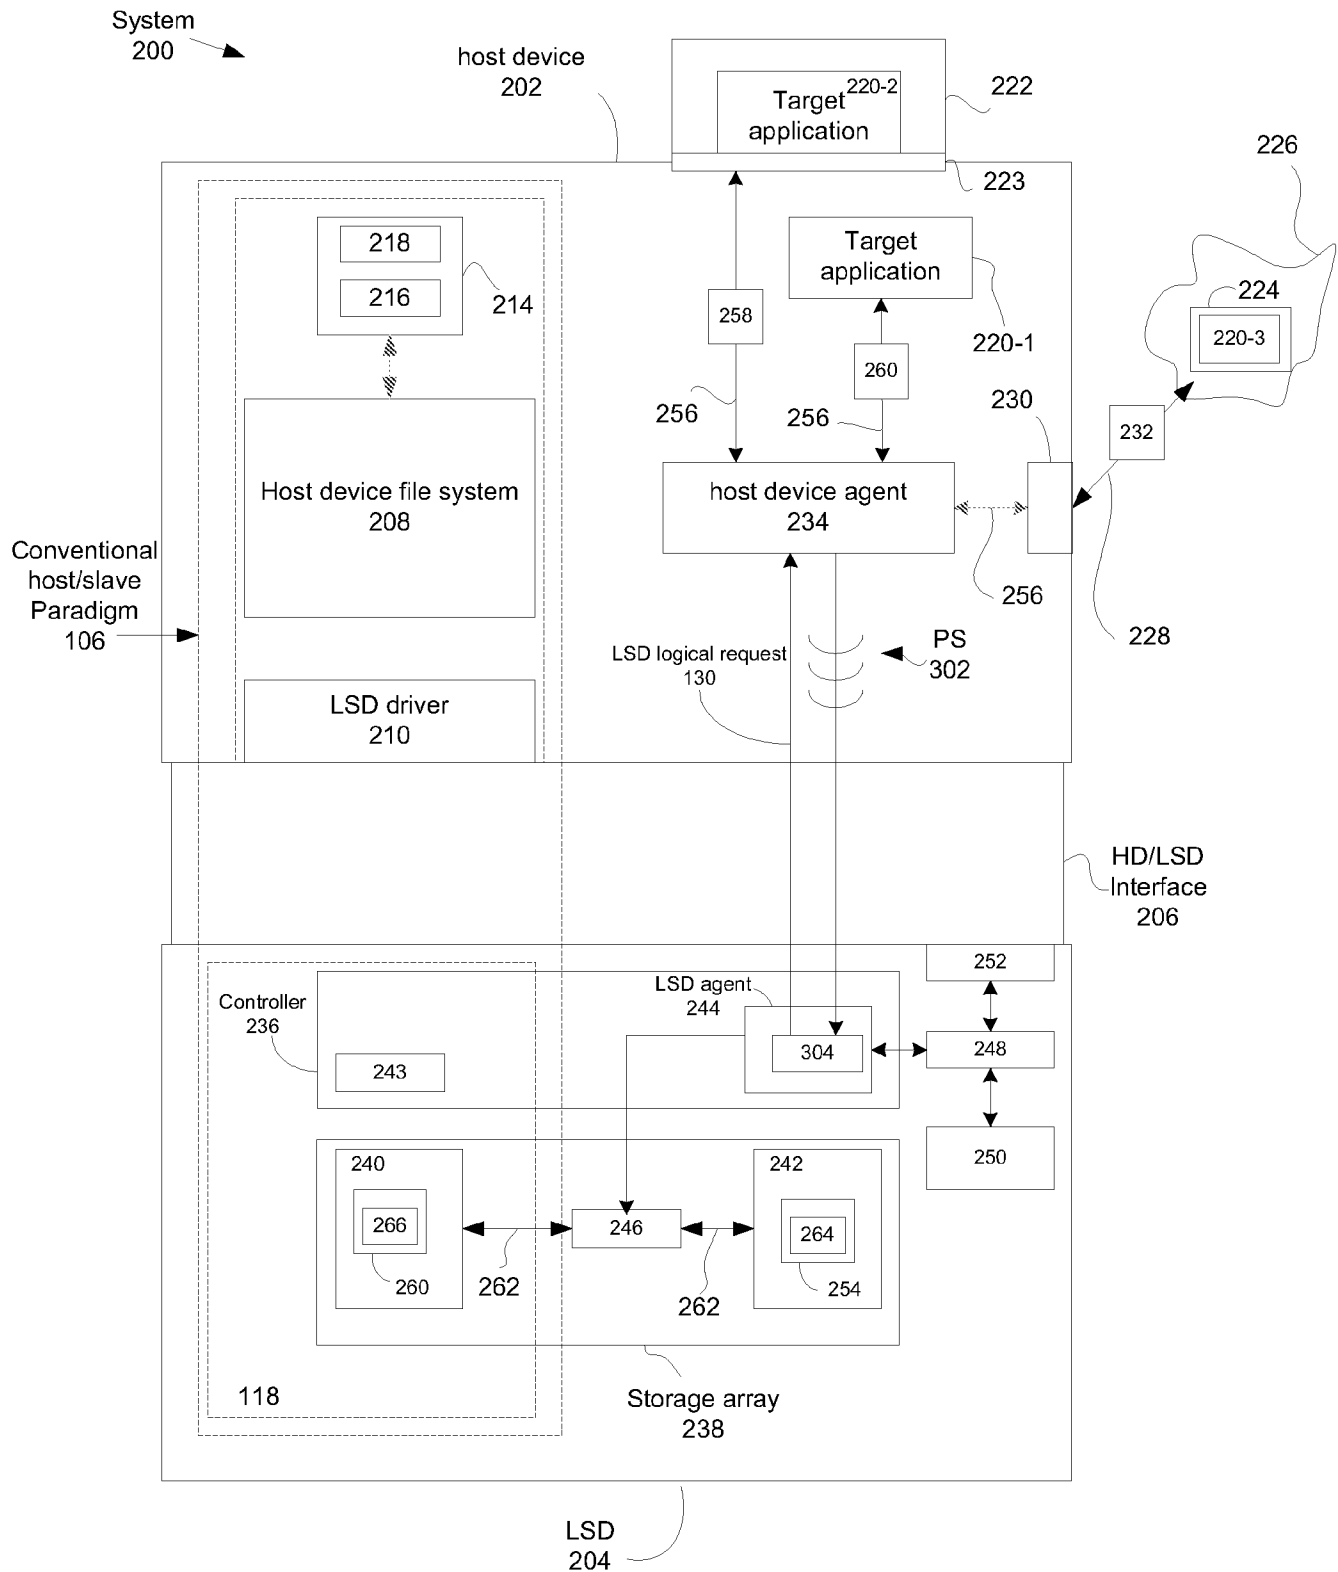 System
200
host device
202
220-2
Target
application
222
223
226
218
216
214
Target
application
220-1
258
260
224
220-3
256
256
230
232
Host device file system
208
host device agent
234
256
228
Conventional
host/slave
Paradigm
106
LSD logical request
130
PS
302
LSD driver
210
HD/LSD
Interface
206
252
Controller
236
LSD agent
244
243
304
248
250
240
266
260
262
246
262
242
264
254
118
Storage array
238
LSD
204